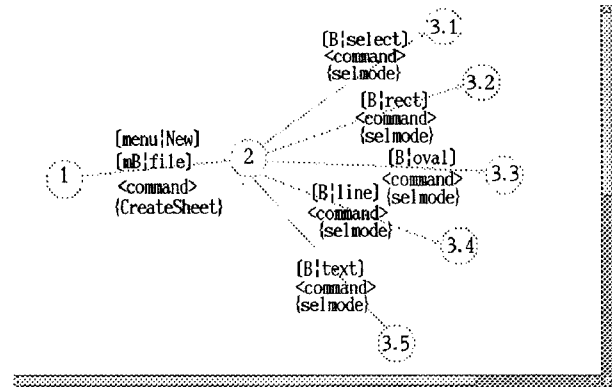 3.1
[B¦select]
<command>
{selmode}
3.2
[B¦rect]
<command>
{selmode}
[menu¦New]
[mB¦file]
<command>
{CreateSheet}
1
2
[B¦oval]
<command>
{selmode}
3.3
[B¦line]
<command>
{selmode}
3.4
[B¦text]
<command>
{selmode}
3.5